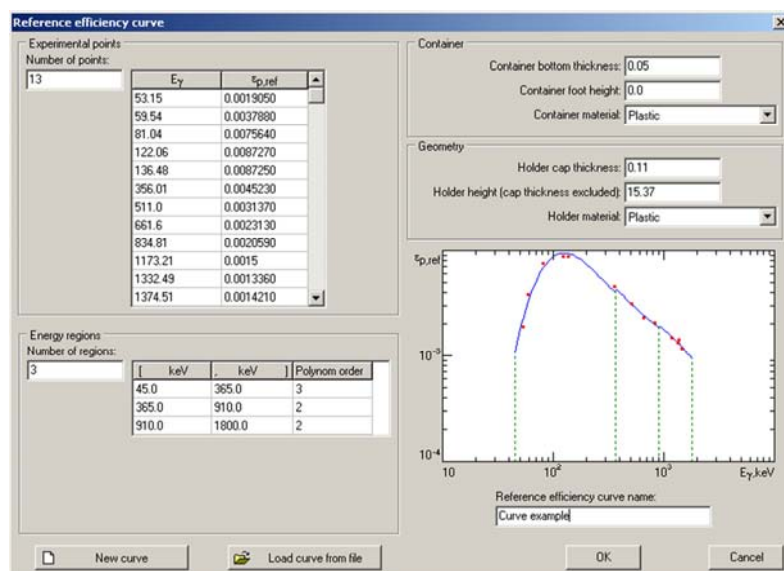 Reference efficiency curve
Experimental points
Number of points:
13
Eγ εp,ref
53.15 0.0019050
59.54 0.0037880
81.04 0.0075640
122.06 0.0087270
136.48 0.0087250
356.01 0.0045230
511.0 0.0031370
661.6 0.0023130
834.81 0.0020590
1173.21 0.0015
1332.49 0.0013360
1374.51 0.0014210
Energy regions
Number of regions:
3
[ keV , keV ] Polynom order
45.0 365.0 3
365.0 910.0 2
910.0 1800.0 2
New curve
Load curve from file
Container
Container bottom thickness: 0.05
Container foot height: 0.0
Container material: Plastic
Geometry
Holder cap thickness: 0.11
Holder height (cap thickness excluded): 15.37
Holder material: Plastic
εp,ref
10⁻³
10⁻⁴
10 10² 10³ Eγ,keV
Reference efficiency curve name:
Curve example
OK
Cancel